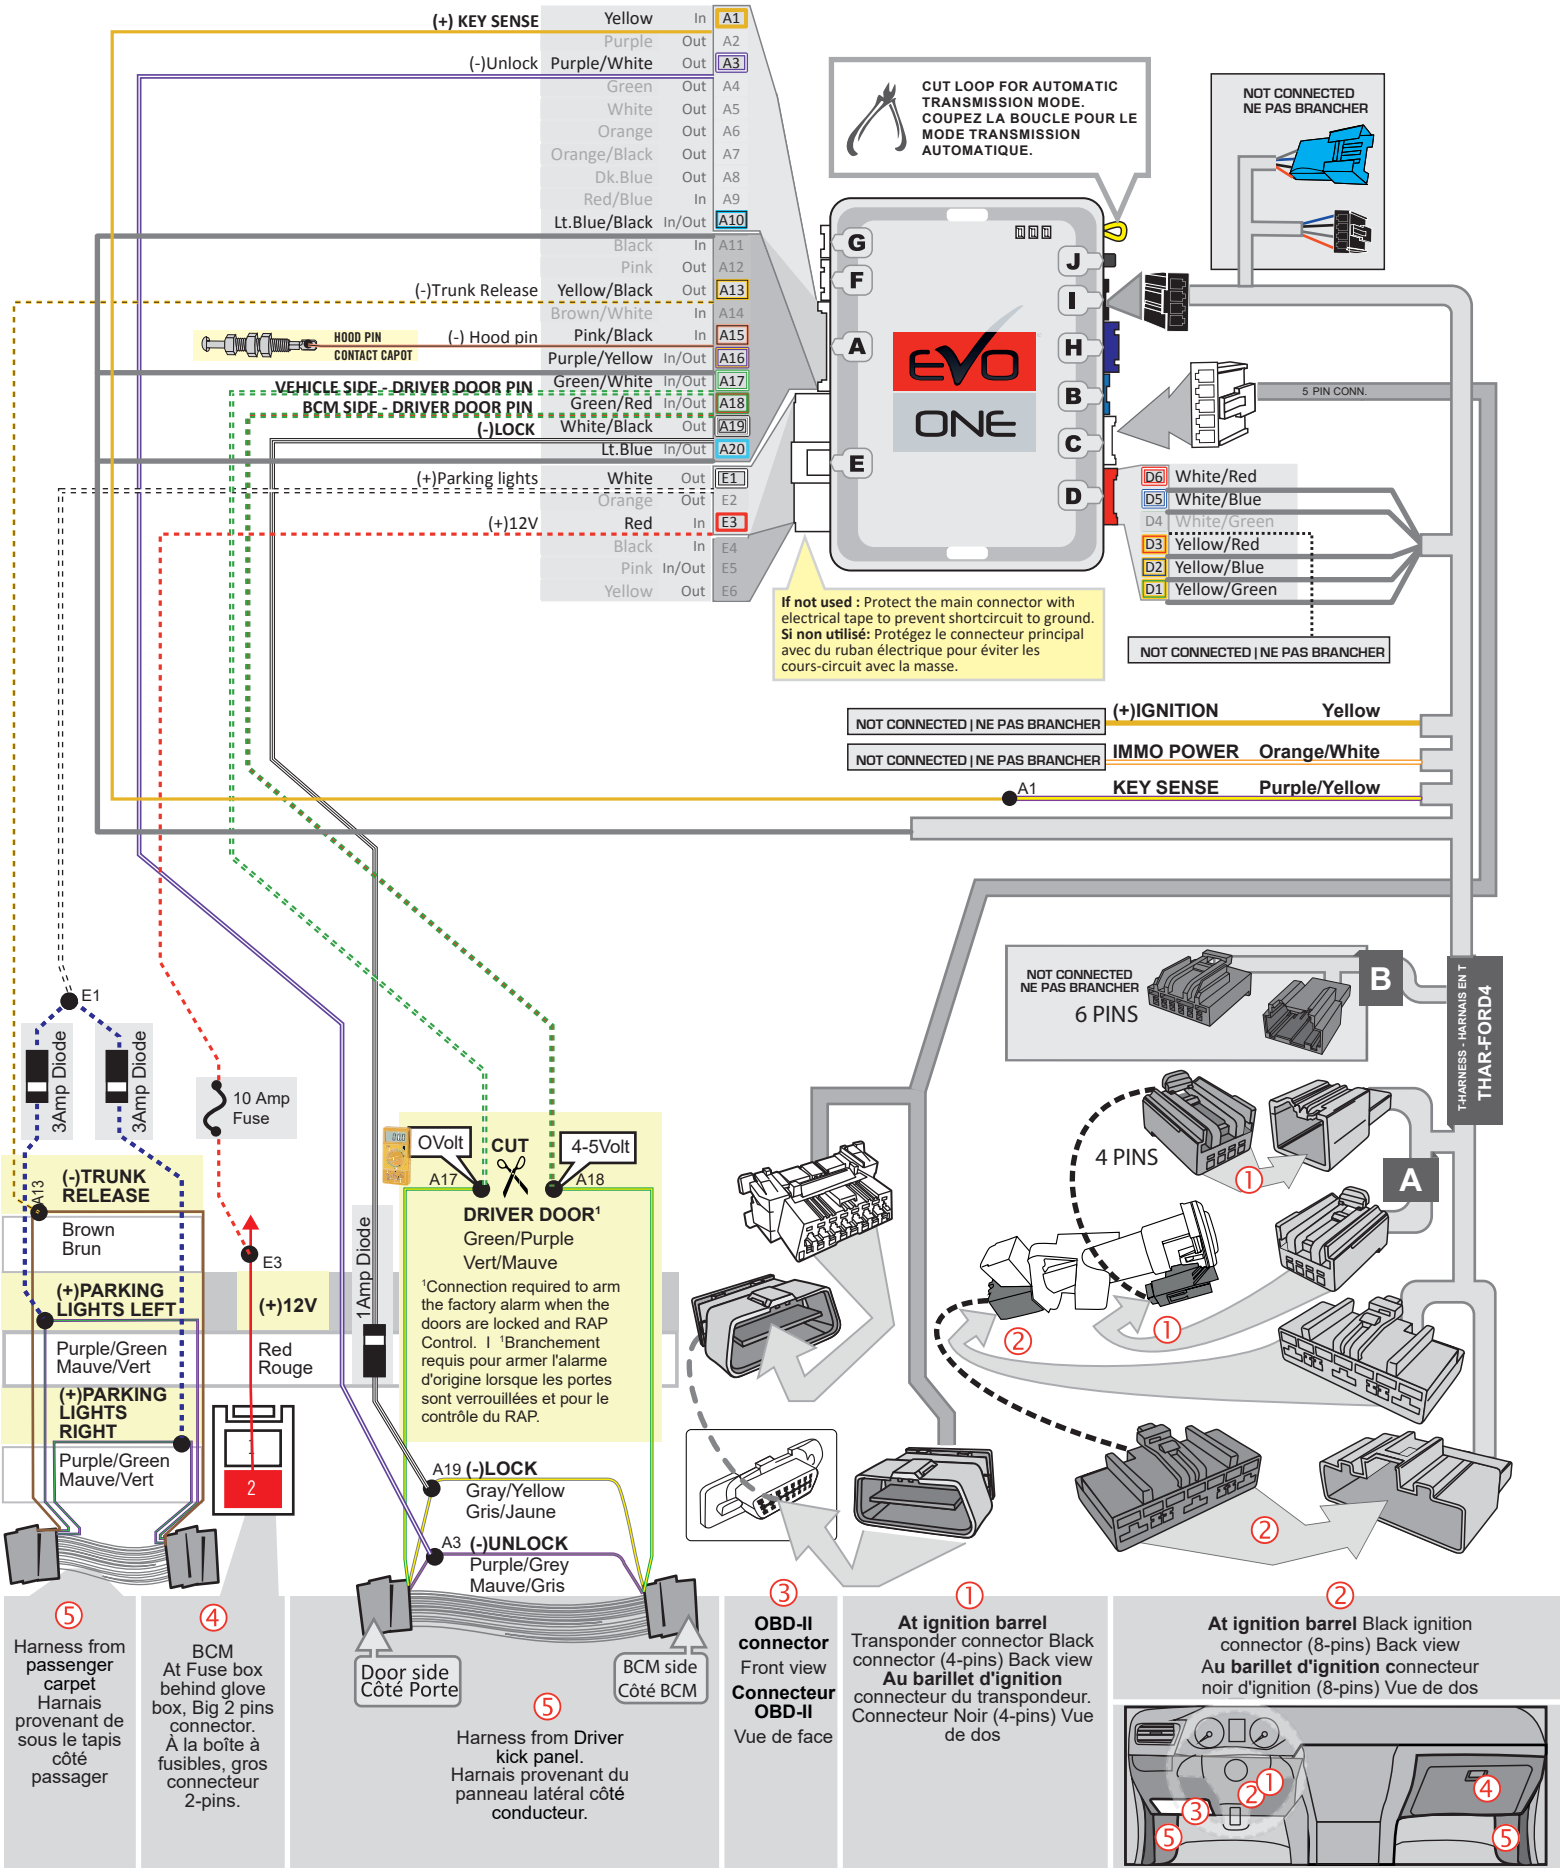 (+) KEY SENSE Yellow In A1
Purple Out A2
(-)Unlock Purple/White Out A3
Green Out A4
White Out A5
Orange Out A6
Orange/Black Out A7
Dk.Blue Out A8
Red/Blue In A9
Lt.Blue/Black In/Out A10
Black In A11
Pink Out A12
(-)Trunk Release Yellow/Black Out A13
Brown/White In A14
HOOD PIN
CONTACT CAPOT
(-) Hood pin Pink/Black In A15
Purple/Yellow In/Out A16
VEHICLE SIDE - DRIVER DOOR PIN Green/White In/Out A17
BCM SIDE - DRIVER DOOR PIN Green/Red In/Out A18
(-)LOCK White/Black Out A19
Lt.Blue In/Out A20
(+)Parking lights White Out E1
Orange Out E2
(+)12V Red In E3
Black In E4
Pink In/Out E5
Yellow Out E6
CUT LOOP FOR AUTOMATIC
TRANSMISSION MODE.
COUPEZ LA BOUCLE POUR LE
MODE TRANSMISSION
AUTOMATIQUE.
NOT CONNECTED
NE PAS BRANCHER
G
F
A
E
J
I
H
B
C
D
EVO
ONE
5 PIN CONN.
D6 White/Red
D5 White/Blue
D4 White/Green
D3 Yellow/Red
D2 Yellow/Blue
D1 Yellow/Green
NOT CONNECTED | NE PAS BRANCHER
If not used : Protect the main connector with
electrical tape to prevent shortcircuit to ground.
Si non utilisé: Protégez le connecteur principal
avec du ruban électrique pour éviter les
cours-circuit avec la masse.
NOT CONNECTED | NE PAS BRANCHER (+)IGNITION Yellow
NOT CONNECTED | NE PAS BRANCHER IMMO POWER Orange/White
A1 KEY SENSE Purple/Yellow
NOT CONNECTED
NE PAS BRANCHER
6 PINS
B
T-HARNESS - HARNAIS EN T
THAR-FORD4
4 PINS
A
1
1
2
2
E1
3Amp Diode
3Amp Diode
10 Amp
Fuse
A13
(-)TRUNK
RELEASE
Brown
Brun
(+)PARKING
LIGHTS LEFT
Purple/Green
Mauve/Vert
(+)PARKING
LIGHTS
RIGHT
Purple/Green
Mauve/Vert
E3
(+)12V
Red
Rouge
1
2
1Amp Diode
OVolt
CUT
4-5Volt
A17
A18
DRIVER DOOR¹
Green/Purple
Vert/Mauve
¹Connection required to arm
the factory alarm when the
doors are locked and RAP
Control. I ¹Branchement
requis pour armer l'alarme
d'origine lorsque les portes
sont verrouillées et pour le
contrôle du RAP.
A19 (-)LOCK
Gray/Yellow
Gris/Jaune
A3 (-)UNLOCK
Purple/Grey
Mauve/Gris
5
Harness from
passenger
carpet
Harnais
provenant de
sous le tapis
côté
passager
4
BCM
At Fuse box
behind glove
box, Big 2 pins
connector.
À la boîte à
fusibles, gros
connecteur
2-pins.
Door side
Côté Porte
BCM side
Côté BCM
5
Harness from Driver
kick panel.
Harnais provenant du
panneau latéral côté
conducteur.
3
OBD-II
connector
Front view
Connecteur
OBD-II
Vue de face
1
At ignition barrel
Transponder connector Black
connector (4-pins) Back view
Au barillet d'ignition
connecteur du transpondeur.
Connecteur Noir (4-pins) Vue
de dos
2
At ignition barrel Black ignition
connector (8-pins) Back view
Au barillet d'ignition connecteur
noir d'ignition (8-pins) Vue de dos
1
2
3
4
5
5